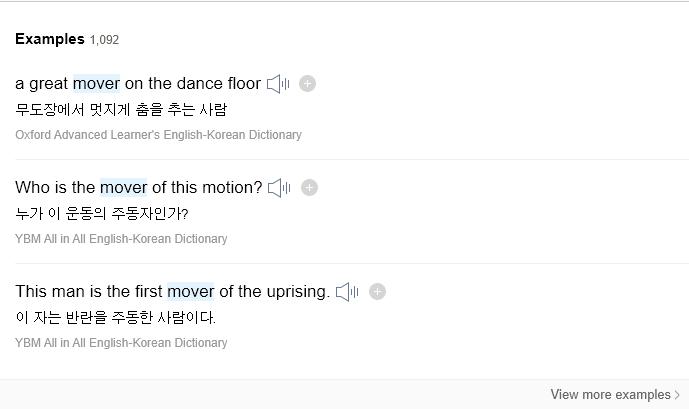 Examples 1,092
a great mover on the dance floor
무도장에서 멋지게 춤을 추는 사람
Oxford Advanced Learner's English-Korean Dictionary
Who is the mover of this motion?
누가 이 운동의 주동자인가?
YBM All in All English-Korean Dictionary
This man is the first mover of the uprising.
이 자는 반란을 주동한 사람이다.
YBM All in All English-Korean Dictionary
View more examples